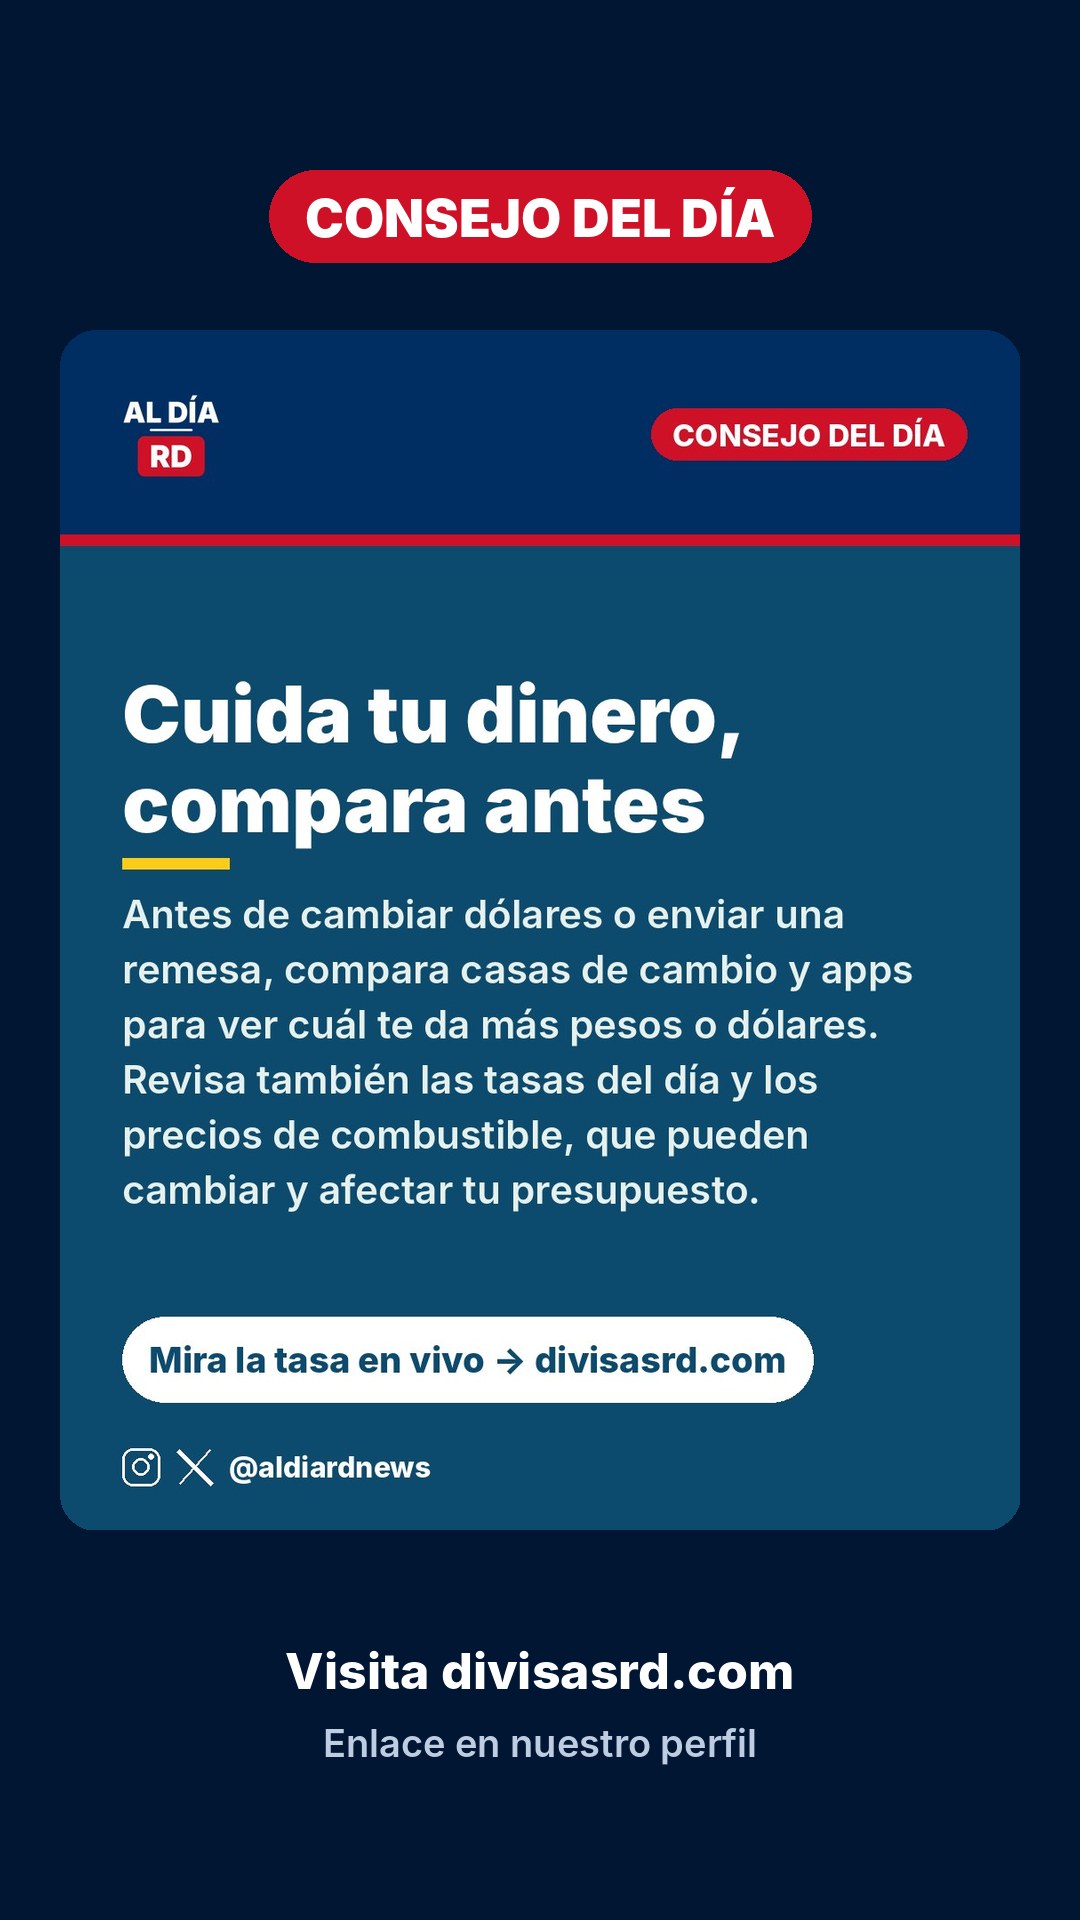 CONSEJO DEL DÍA
AL DÍA
RD
CONSEJO DEL DÍA
Cuida tu dinero,
compara antes
Antes de cambiar dólares o enviar una
remesa, compara casas de cambio y apps
para ver cuál te da más pesos o dólares.
Revisa también las tasas del día y los
precios de combustible, que pueden
cambiar y afectar tu presupuesto.
Mira la tasa en vivo → divisasrd.com
@aldiardnews
Visita divisasrd.com
Enlace en nuestro perfil